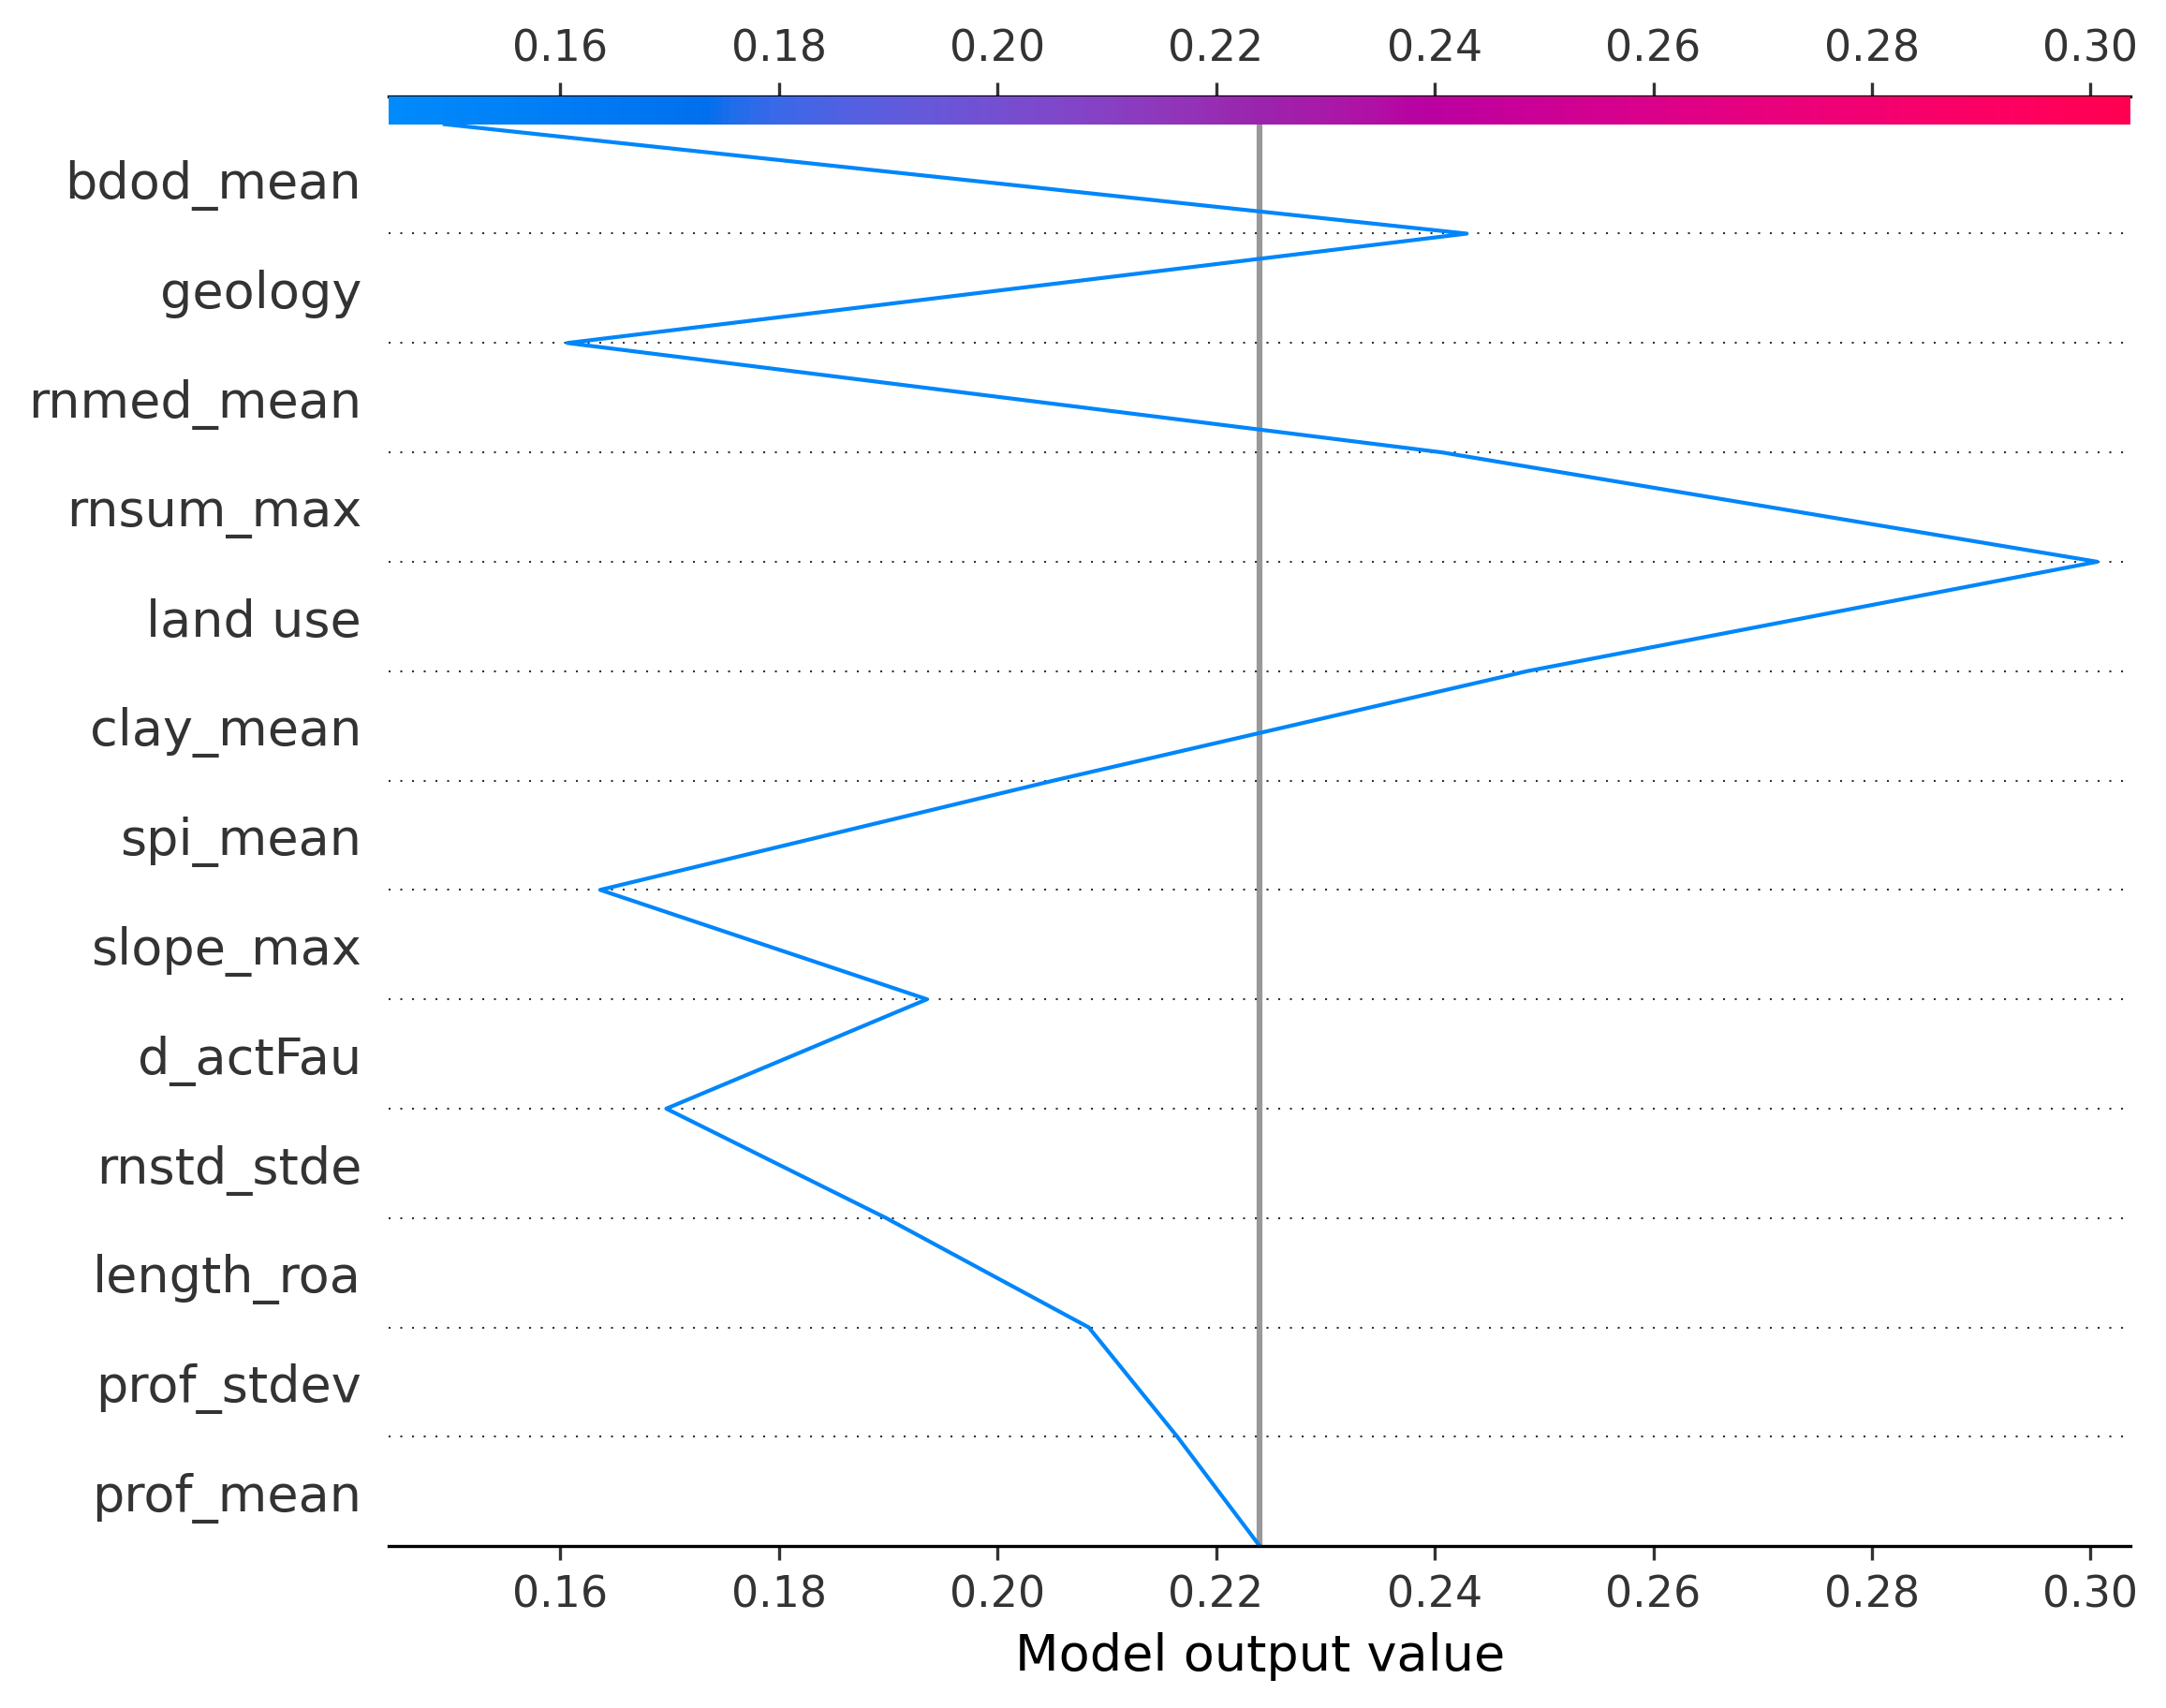 0.16 0.18 0.20 0.22 0.24 0.26 0.28 0.30
bdod_mean
geology
rnmed_mean
rnsum_max
land use
clay_mean
spi_mean
slope_max
d_actFau
rnstd_stde
length_roa
prof_stdev
prof_mean
0.16 0.18 0.20 0.22 0.24 0.26 0.28 0.30
Model output value